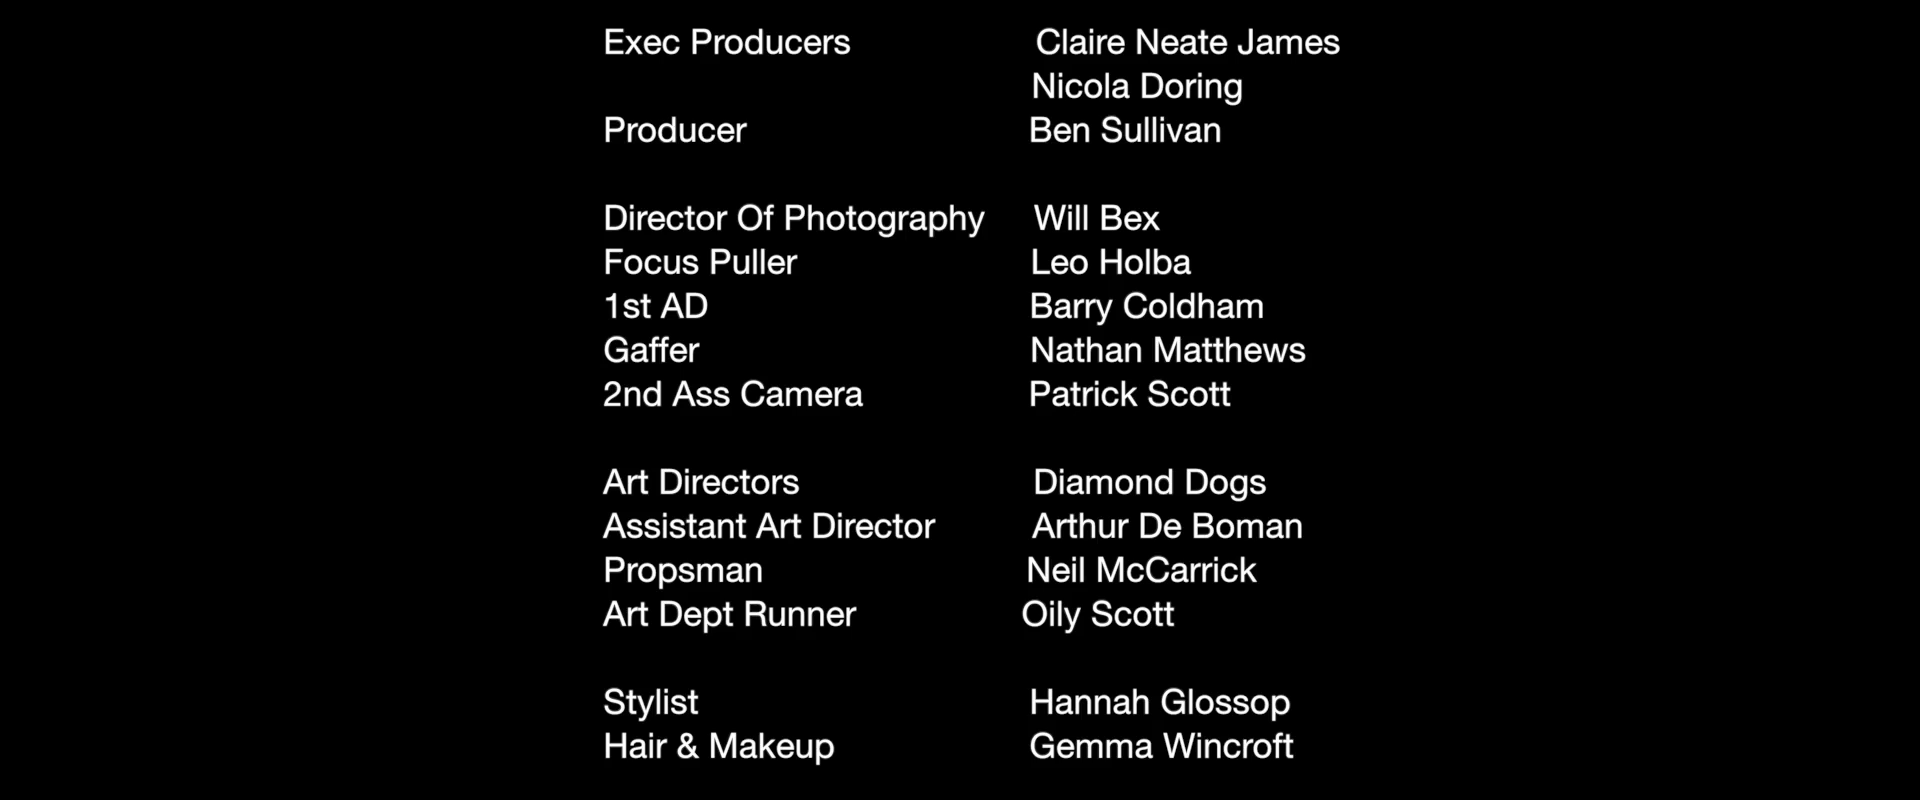 Exec Producers Claire Neate James
Nicola Doring
Producer Ben Sullivan
Director Of Photography Will Bex
Focus Puller Leo Holba
1st AD Barry Coldham
Gaffer Nathan Matthews
2nd Ass Camera Patrick Scott
Art Directors Diamond Dogs
Assistant Art Director Arthur De Boman
Propsman Neil McCarrick
Art Dept Runner Oily Scott
Stylist Hannah Glossop
Hair & Makeup Gemma Wincroft